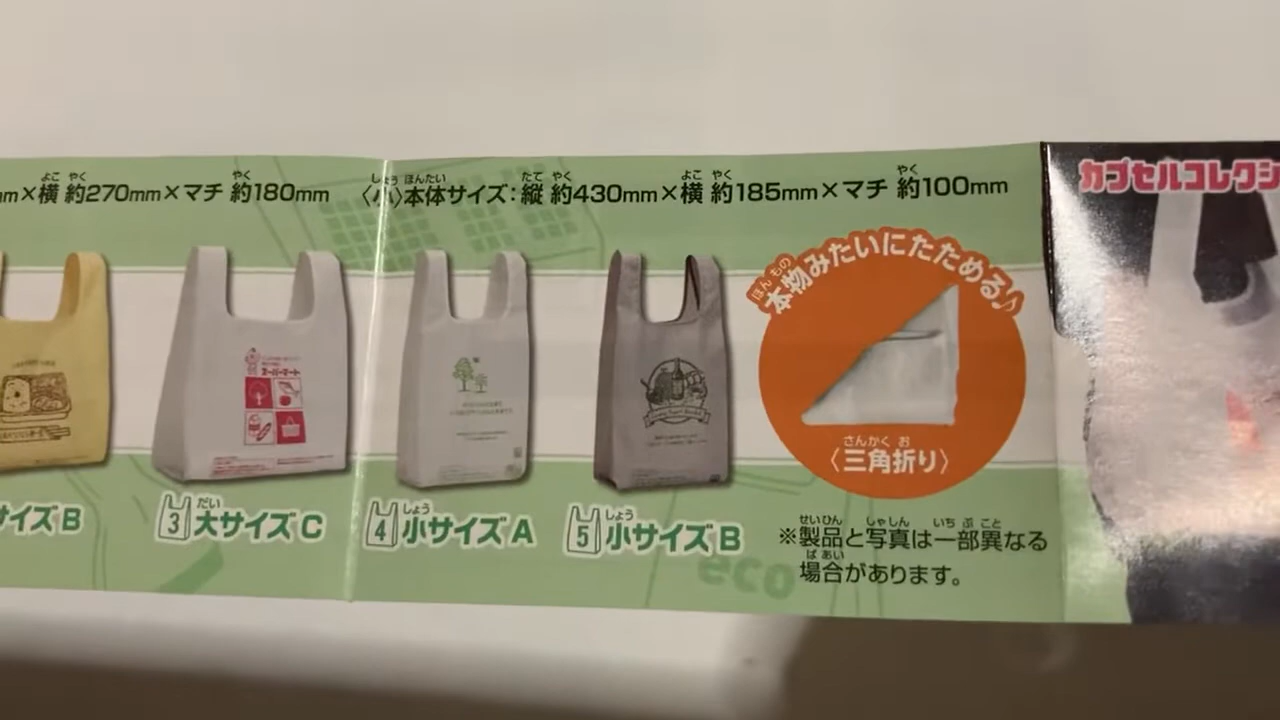 mm×横 約270mm×マチ 約180mm
〈小〉本体サイズ：縦 約430mm×横 約185mm×マチ 約100mm
カプセルコレクシ
本物みたいにたためる♪
スーパーマート
〈三角折り〉
サイズB
3 大サイズC
4 小サイズA
5 小サイズB
※製品と写真は一部異なる
場合があります。
eco